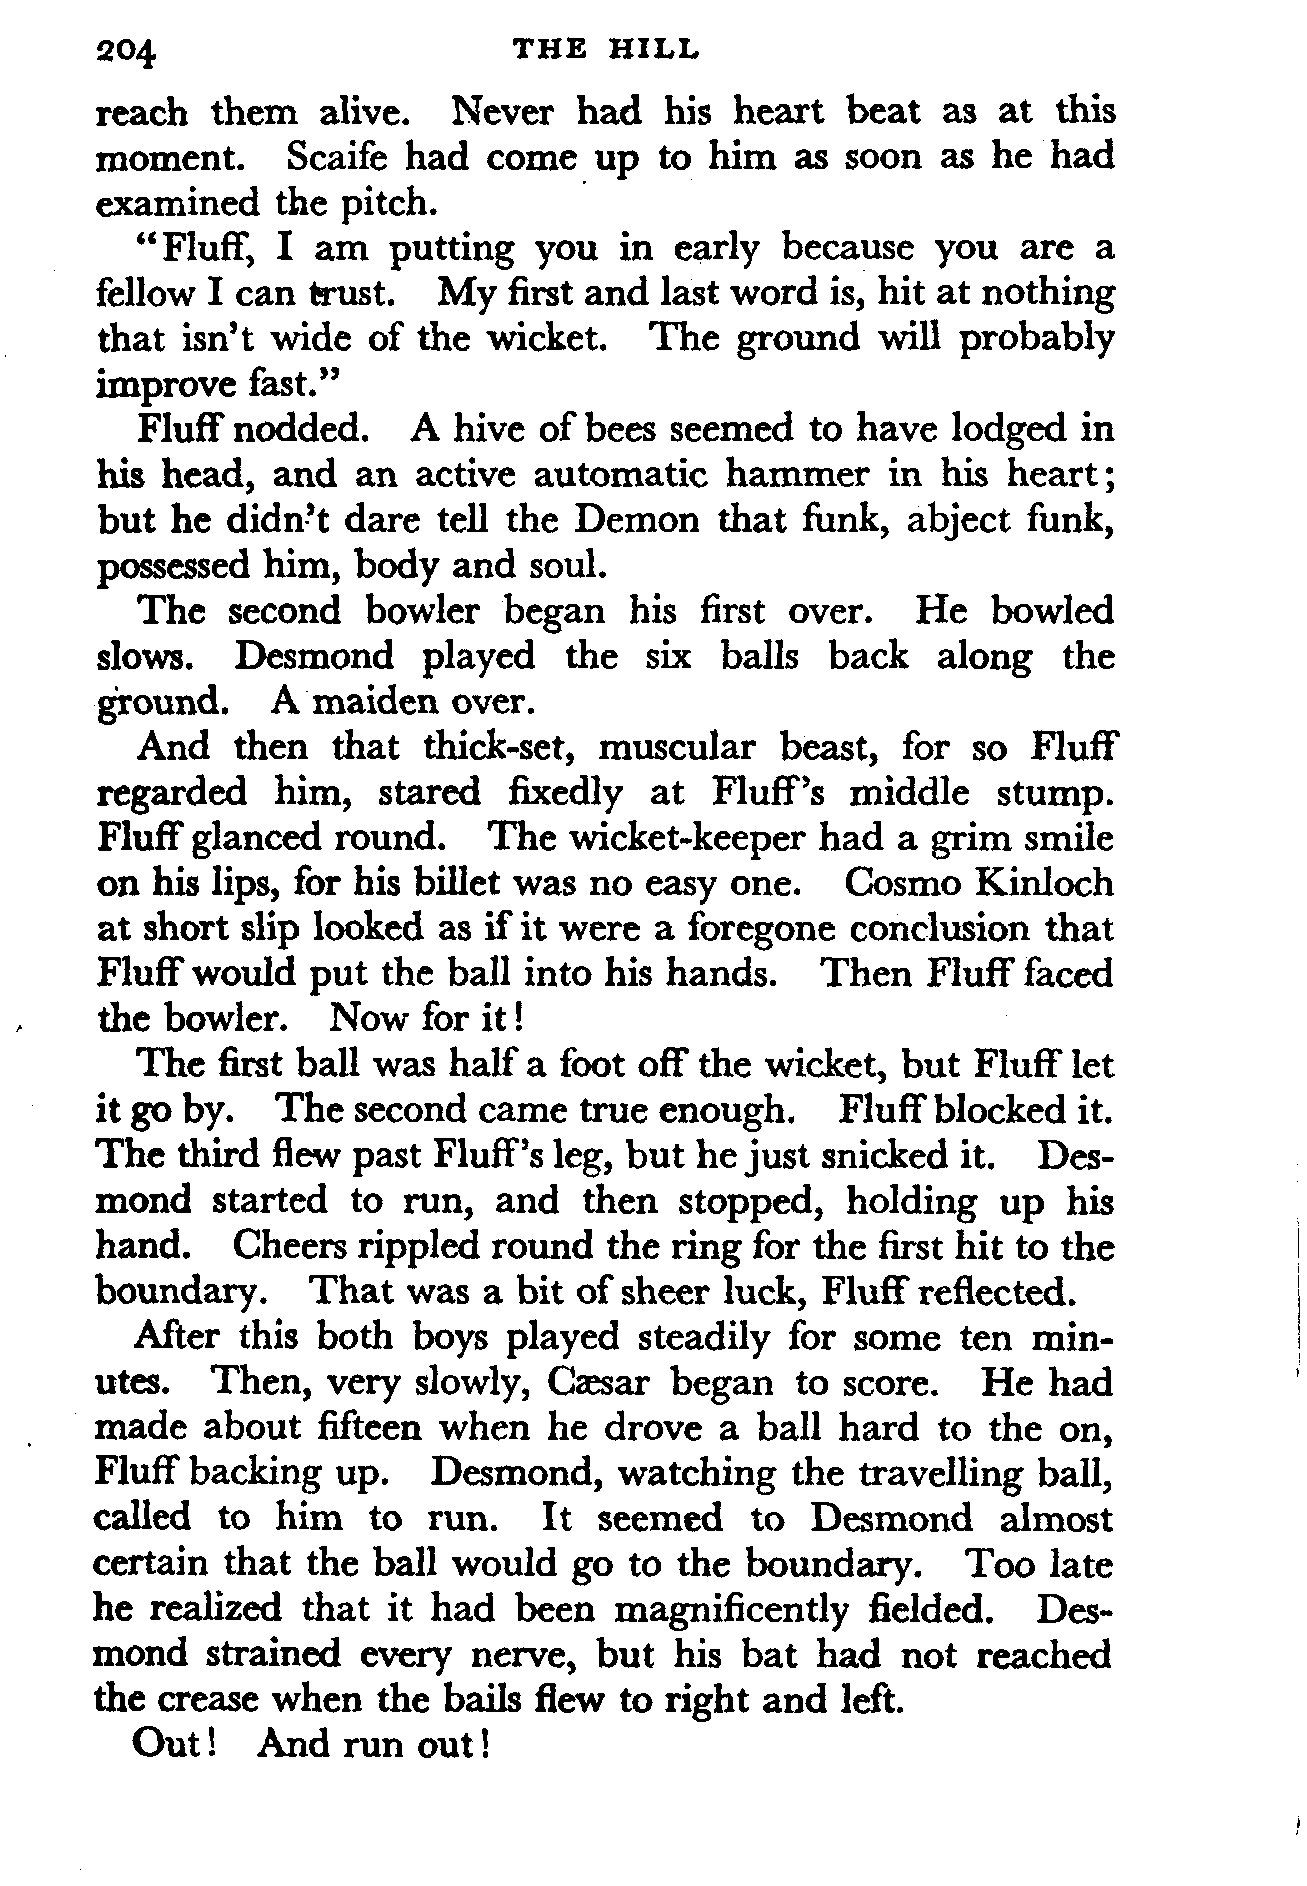 204 THE HILL
reach them alive. Never had his heart beat as at this
moment. Scaife had come up to him as soon as he had
examined the pitch.
"Fluff, I am putting you in early because you are a
fellow I can trust. My first and last word is, hit at nothing
that isn't wide of the wicket. The ground will probably
improve fast."
Fluff nodded. A hive of bees seemed to have lodged in
his head, and an active automatic hammer in his heart;
but he didn't dare tell the Demon that funk, abject funk,
possessed him, body and soul.
The second bowler began his first over. He bowled
slows. Desmond played the six balls back along the
ground. A maiden over.
And then that thick-set, muscular beast, for so Fluff
regarded him, stared fixedly at Fluff's middle stump.
Fluff glanced round. The wicket-keeper had a grim smile
on his lips, for his billet was no easy one. Cosmo Kinloch
at short slip looked as if it were a foregone conclusion that
Fluff would put the ball into his hands. Then Fluff faced
the bowler. Now for it!
The first ball was half a foot off the wicket, but Fluff let
it go by. The second came true enough. Fluff blocked it.
The third flew past Fluff's leg, but he just snicked it. Des-
mond started to run, and then stopped, holding up his
hand. Cheers rippled round the ring for the first hit to the
boundary. That was a bit of sheer luck, Fluff reflected.
After this both boys played steadily for some ten min-
utes. Then, very slowly, Cæsar began to score. He had
made about fifteen when he drove a ball hard to the on,
Fluff backing up. Desmond, watching the travelling ball,
called to him to run. It seemed to Desmond almost
certain that the ball would go to the boundary. Too late
he realized that it had been magnificently fielded. Des-
mond strained every nerve, but his bat had not reached
the crease when the bails flew to right and left.
Out! And run out!